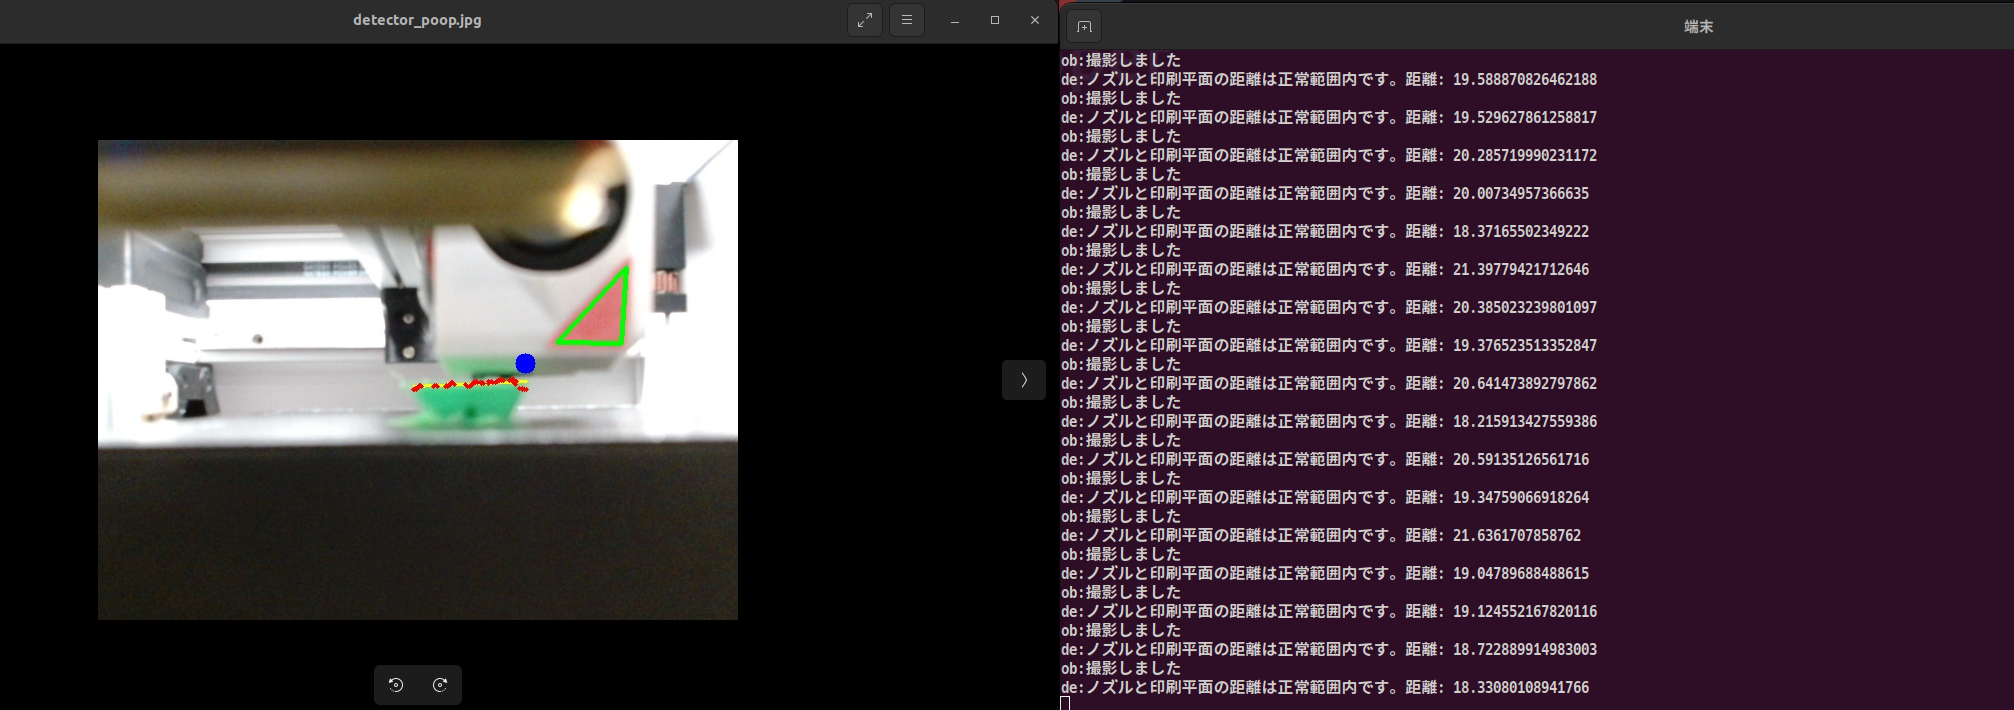 detector_poop.jpg
端末
ob:撮影しました
de:ノズルと印刷平面の距離は正常範囲内です。距離: 19.588870826462188
ob:撮影しました
de:ノズルと印刷平面の距離は正常範囲内です。距離: 19.529627861258817
ob:撮影しました
de:ノズルと印刷平面の距離は正常範囲内です。距離: 20.285719990231172
ob:撮影しました
de:ノズルと印刷平面の距離は正常範囲内です。距離: 20.00734957366635
ob:撮影しました
de:ノズルと印刷平面の距離は正常範囲内です。距離: 18.37165502349222
ob:撮影しました
de:ノズルと印刷平面の距離は正常範囲内です。距離: 21.39779421712646
ob:撮影しました
de:ノズルと印刷平面の距離は正常範囲内です。距離: 20.385023239801097
ob:撮影しました
de:ノズルと印刷平面の距離は正常範囲内です。距離: 19.376523513352847
ob:撮影しました
de:ノズルと印刷平面の距離は正常範囲内です。距離: 20.641473892797862
ob:撮影しました
de:ノズルと印刷平面の距離は正常範囲内です。距離: 18.215913427559386
ob:撮影しました
de:ノズルと印刷平面の距離は正常範囲内です。距離: 20.59135126561716
ob:撮影しました
de:ノズルと印刷平面の距離は正常範囲内です。距離: 19.34759066918264
ob:撮影しました
de:ノズルと印刷平面の距離は正常範囲内です。距離: 21.6361707858762
ob:撮影しました
de:ノズルと印刷平面の距離は正常範囲内です。距離: 19.04789688488615
ob:撮影しました
de:ノズルと印刷平面の距離は正常範囲内です。距離: 19.124552167820116
ob:撮影しました
de:ノズルと印刷平面の距離は正常範囲内です。距離: 18.722889914983003
ob:撮影しました
de:ノズルと印刷平面の距離は正常範囲内です。距離: 18.33080108941766